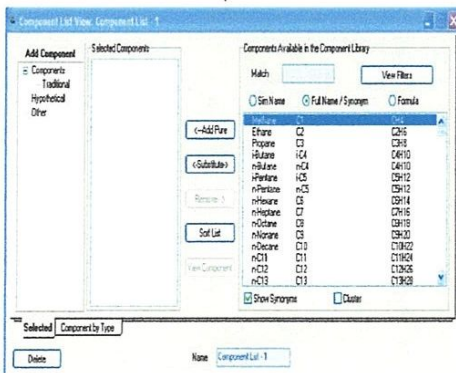 Component List View: Component List - 1
Add Component
Components
Traditional
Hypothetical
Other
Selected Components
<--Add Pure
<-Substitute->
Remove-->
Sort List
View Component
Components Available in the Component Library
Match
View Filters
Sim Name
Full Name / Synonym
Formula
Methane C1 CH4
Ethane C2 C2H6
Propane C3 C3H8
i-Butane i-C4 C4H10
n-Butane n-C4 C4H10
i-Pentane i-C5 C5H12
n-Pentane n-C5 C5H12
n-Hexane C6 C6H14
n-Heptane C7 C7H16
n-Octane C8 C8H18
n-Nonane C9 C9H20
n-Decane C10 C10H22
n-C11 C11 C11H24
n-C12 C12 C12H26
n-C13 C13 C13H28
Show Synonyms
Cluster
Selected
Component by Type
Delete
Name
Component List - 1